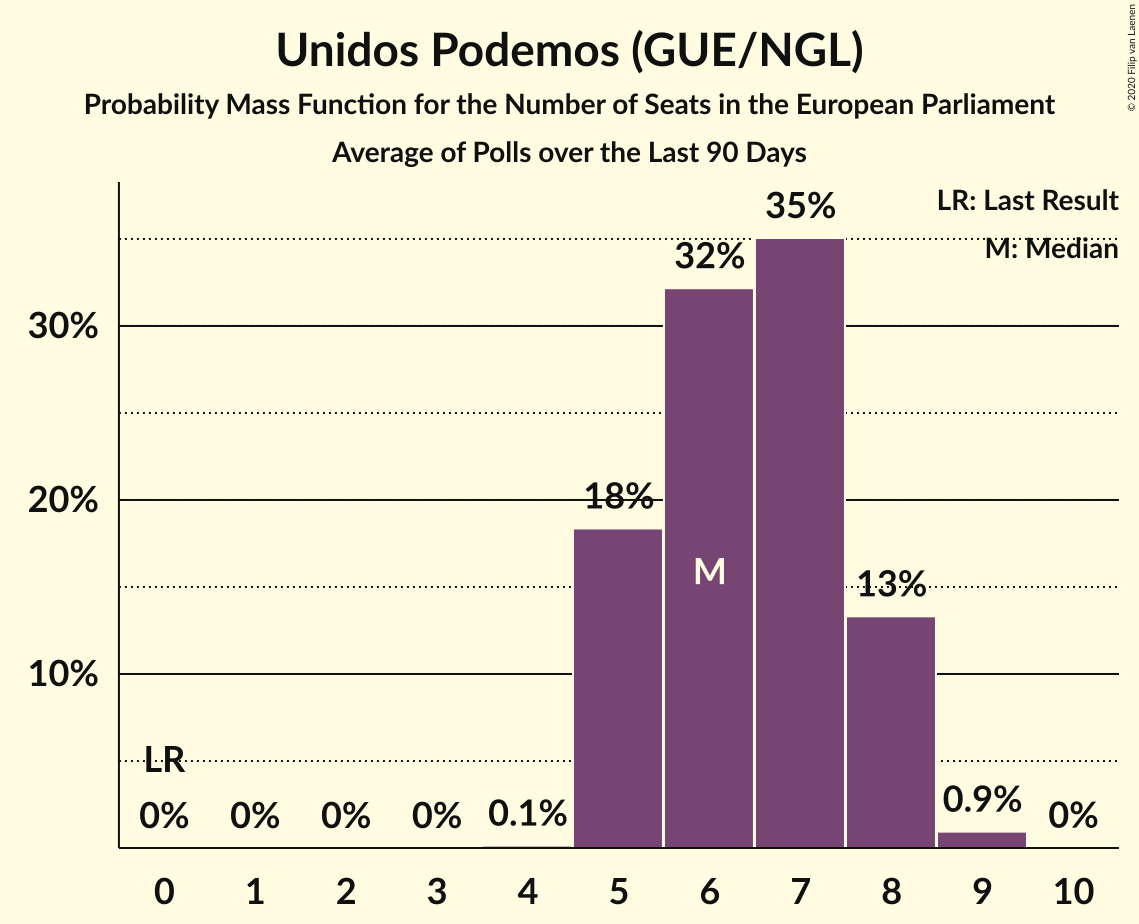 Unidos Podemos (GUE/NGL)
Probability Mass Function for the Number of Seats in the European Parliament
Average of Polls over the Last 90 Days
© 2020 Filip van Laenen
LR: Last Result
M: Median
35%
32%
30%
18%
20%
M
13%
10%
LR
0%
0%
0%
0%
0.1%
0.9%
0%
0 1 2 3 4 5 6 7 8 9 10